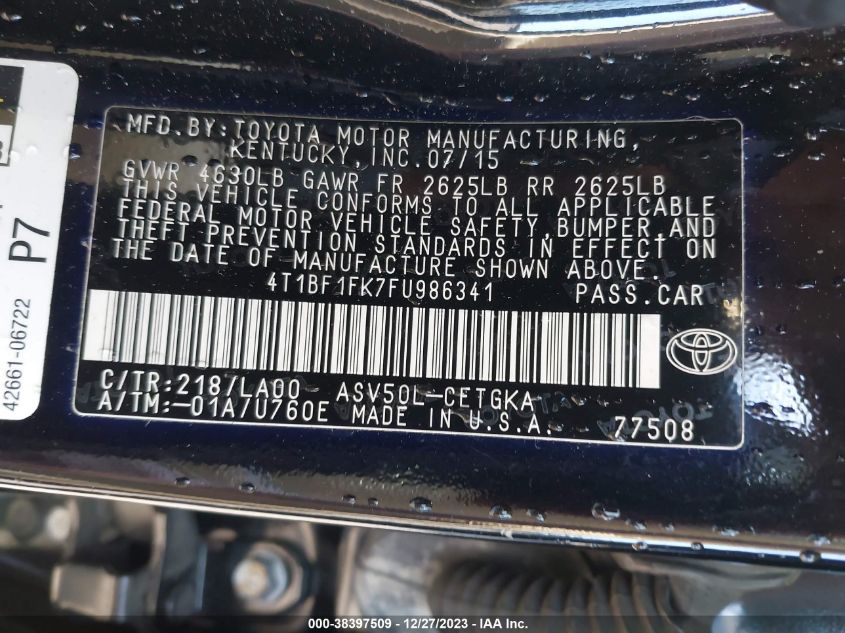 MFD. BY: TOYOTA MOTOR MANUFACTURING,
KENTUCKY, INC. 07/15
GVWR 4630LB GAWR FR 2625LB RR 2625LB
THIS VEHICLE CONFORMS TO ALL APPLICABLE
FEDERAL MOTOR VEHICLE SAFETY, BUMPER, AND
THEFT PREVENTION STANDARDS IN EFFECT ON
THE DATE OF MANUFACTURE SHOWN ABOVE.
4T1BF1FK7FU986341 PASS. CAR
C/TR: 2187LA00 ASV50L-CETGKA
A/TM: -01A/U760E MADE IN U.S.A. 77508
P7
42661-06722
000-38397509 - 12/27/2023 - IAA Inc.